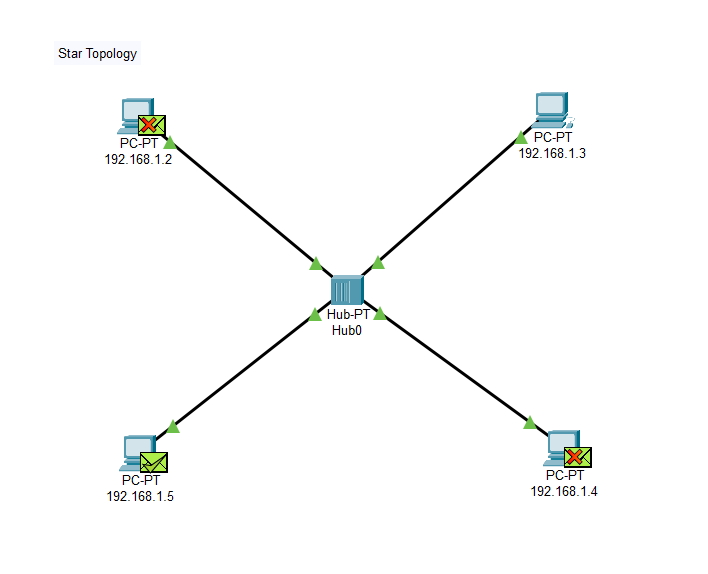 Star Topology
PC-PT
192.168.1.2
PC-PT
192.168.1.3
Hub-PT
Hub0
PC-PT
192.168.1.5
PC-PT
192.168.1.4